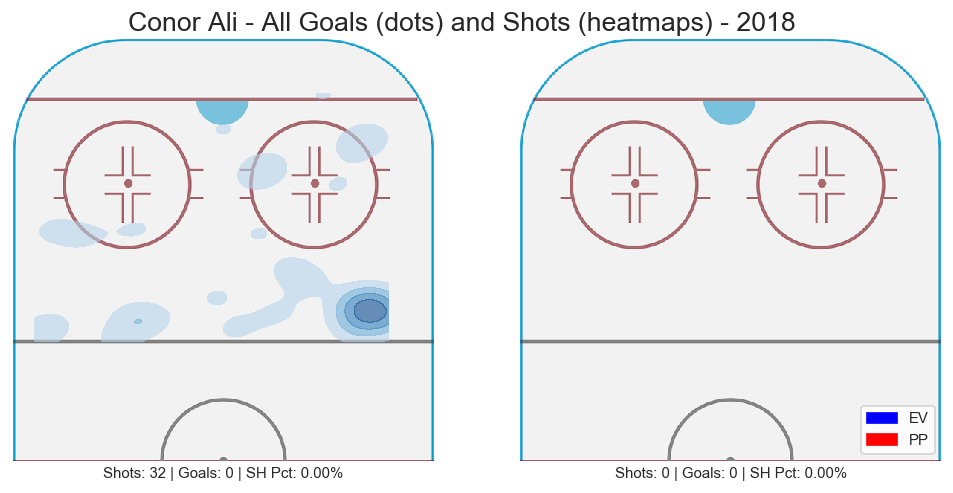 Conor Ali - All Goals (dots) and Shots (heatmaps) - 2018
EV
PP
Shots: 32 | Goals: 0 | SH Pct: 0.00%
Shots: 0 | Goals: 0 | SH Pct: 0.00%